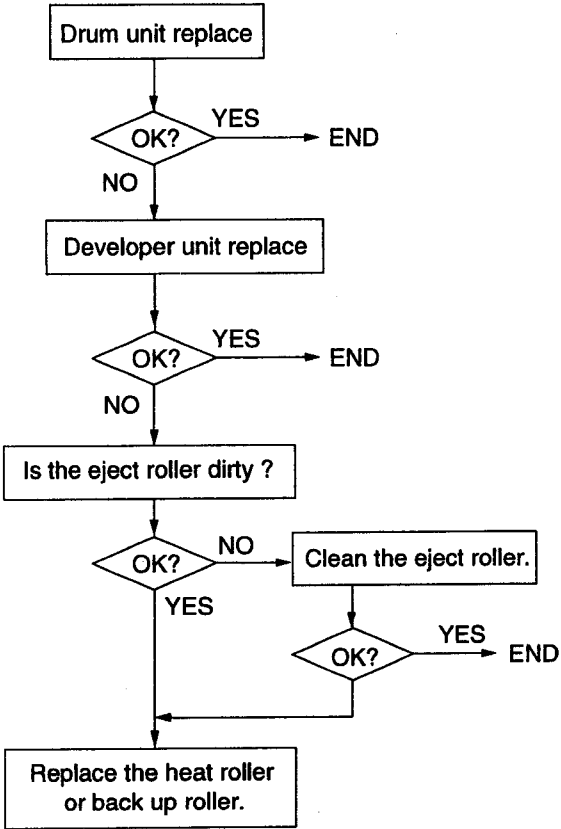 Drum unit replace
OK?
YES
END
NO
Developer unit replace
OK?
YES
END
NO
Is the eject roller dirty ?
OK?
NO
Clean the eject roller.
YES
OK?
YES
END
Replace the heat roller
or back up roller.